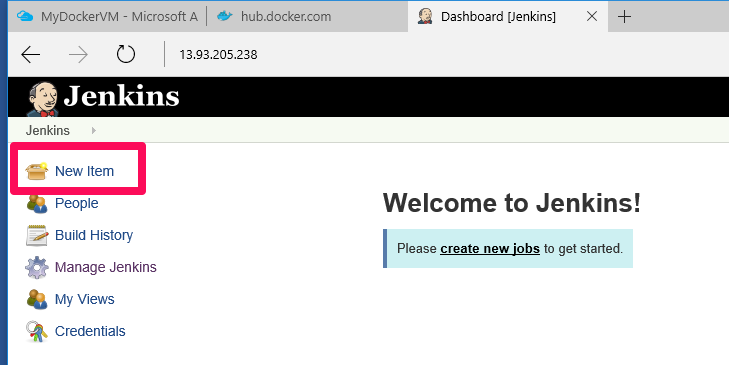 MyDockerVM - Microsoft A
hub.docker.com
Dashboard [Jenkins]
13.93.205.238
Jenkins
Jenkins
New Item
People
Build History
Manage Jenkins
My Views
Credentials
Welcome to Jenkins!
Please create new jobs to get started.